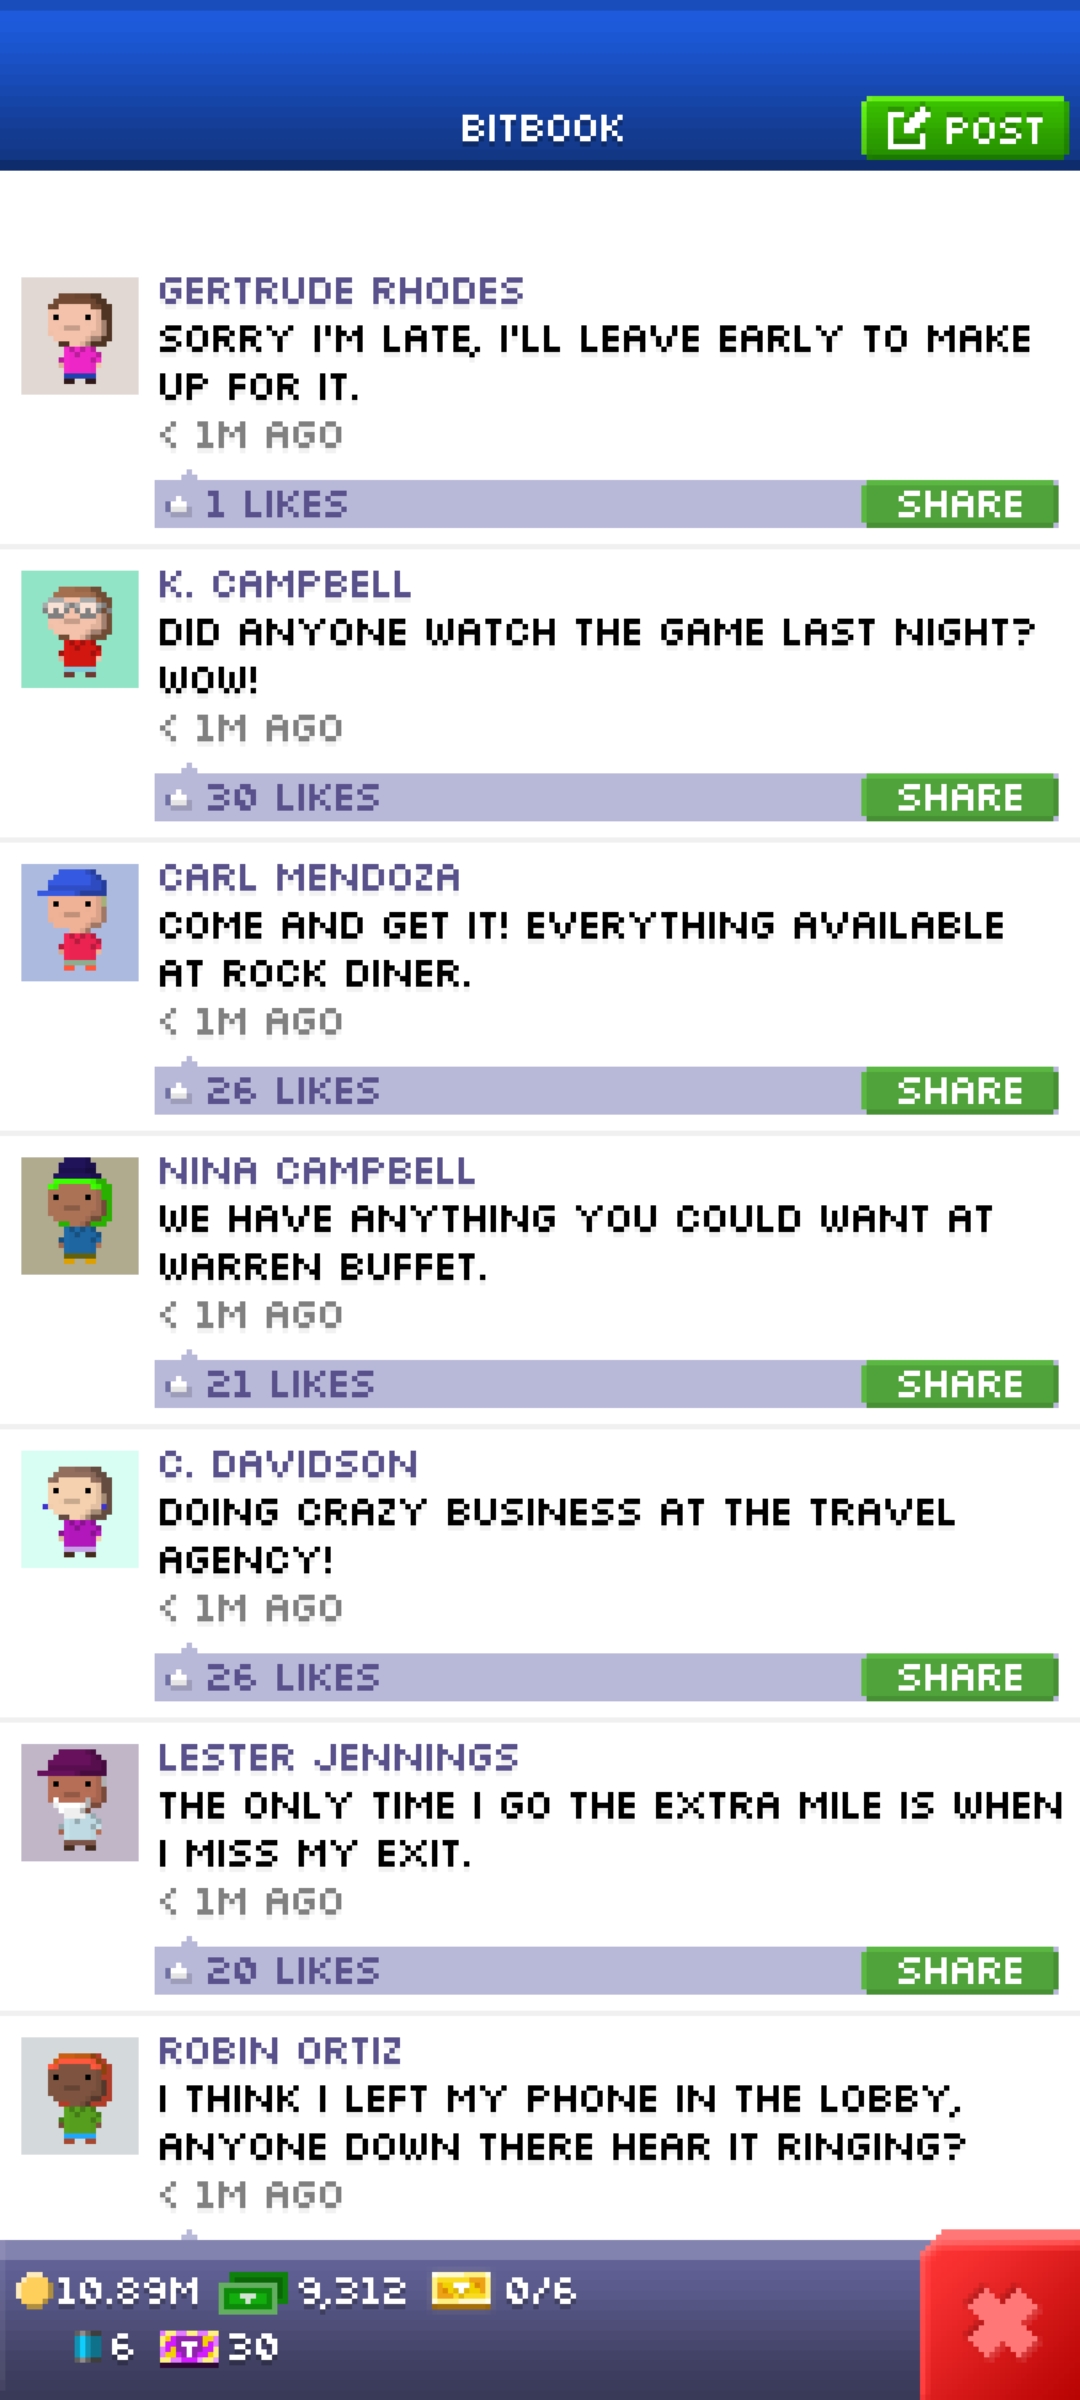 BITBOOK
POST
GERTRUDE RHODES
SORRY I'M LATE, I'LL LEAVE EARLY TO MAKE
UP FOR IT.
< 1M AGO
1 LIKES
SHARE
K. CAMPBELL
DID ANYONE WATCH THE GAME LAST NIGHT?
WOW!
< 1M AGO
30 LIKES
SHARE
CARL MENDOZA
COME AND GET IT! EVERYTHING AVAILABLE
AT ROCK DINER.
< 1M AGO
26 LIKES
SHARE
NINA CAMPBELL
WE HAVE ANYTHING YOU COULD WANT AT
WARREN BUFFET.
< 1M AGO
21 LIKES
SHARE
C. DAVIDSON
DOING CRAZY BUSINESS AT THE TRAVEL
AGENCY!
< 1M AGO
26 LIKES
SHARE
LESTER JENNINGS
THE ONLY TIME I GO THE EXTRA MILE IS WHEN
I MISS MY EXIT.
< 1M AGO
20 LIKES
SHARE
ROBIN ORTIZ
I THINK I LEFT MY PHONE IN THE LOBBY,
ANYONE DOWN THERE HEAR IT RINGING?
< 1M AGO
10.89M 9,312 0/6
6 T 30